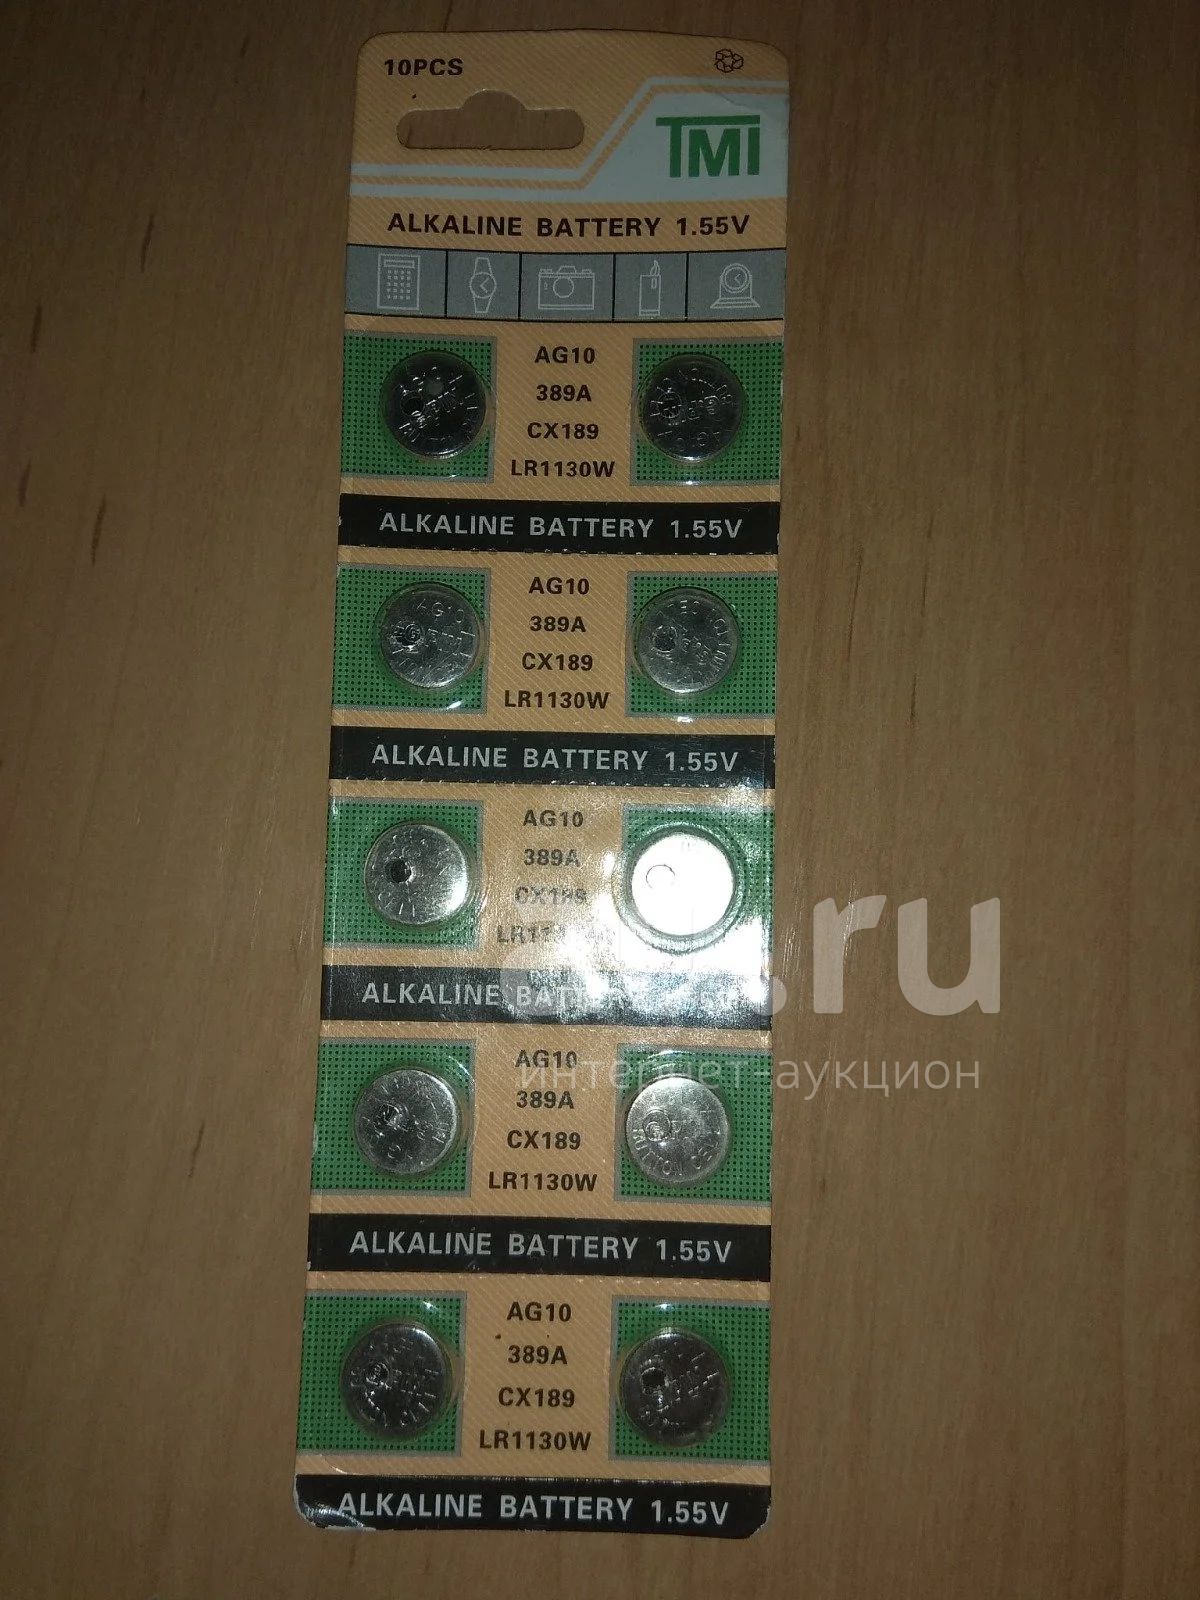 10PCS
TMI
ALKALINE BATTERY 1.55V
AG10
389A
CX189
LR1130W
ALKALINE BATTERY 1.55V
AG10
389A
CX189
LR1130W
ALKALINE BATTERY 1.55V
AG10
389A
CX189
ALKALINE BATTERY
.ru
интернет-аукцион
AG10
389A
CX189
LR1130W
ALKALINE BATTERY 1.55V
AG10
389A
CX189
LR1130W
ALKALINE BATTERY 1.55V